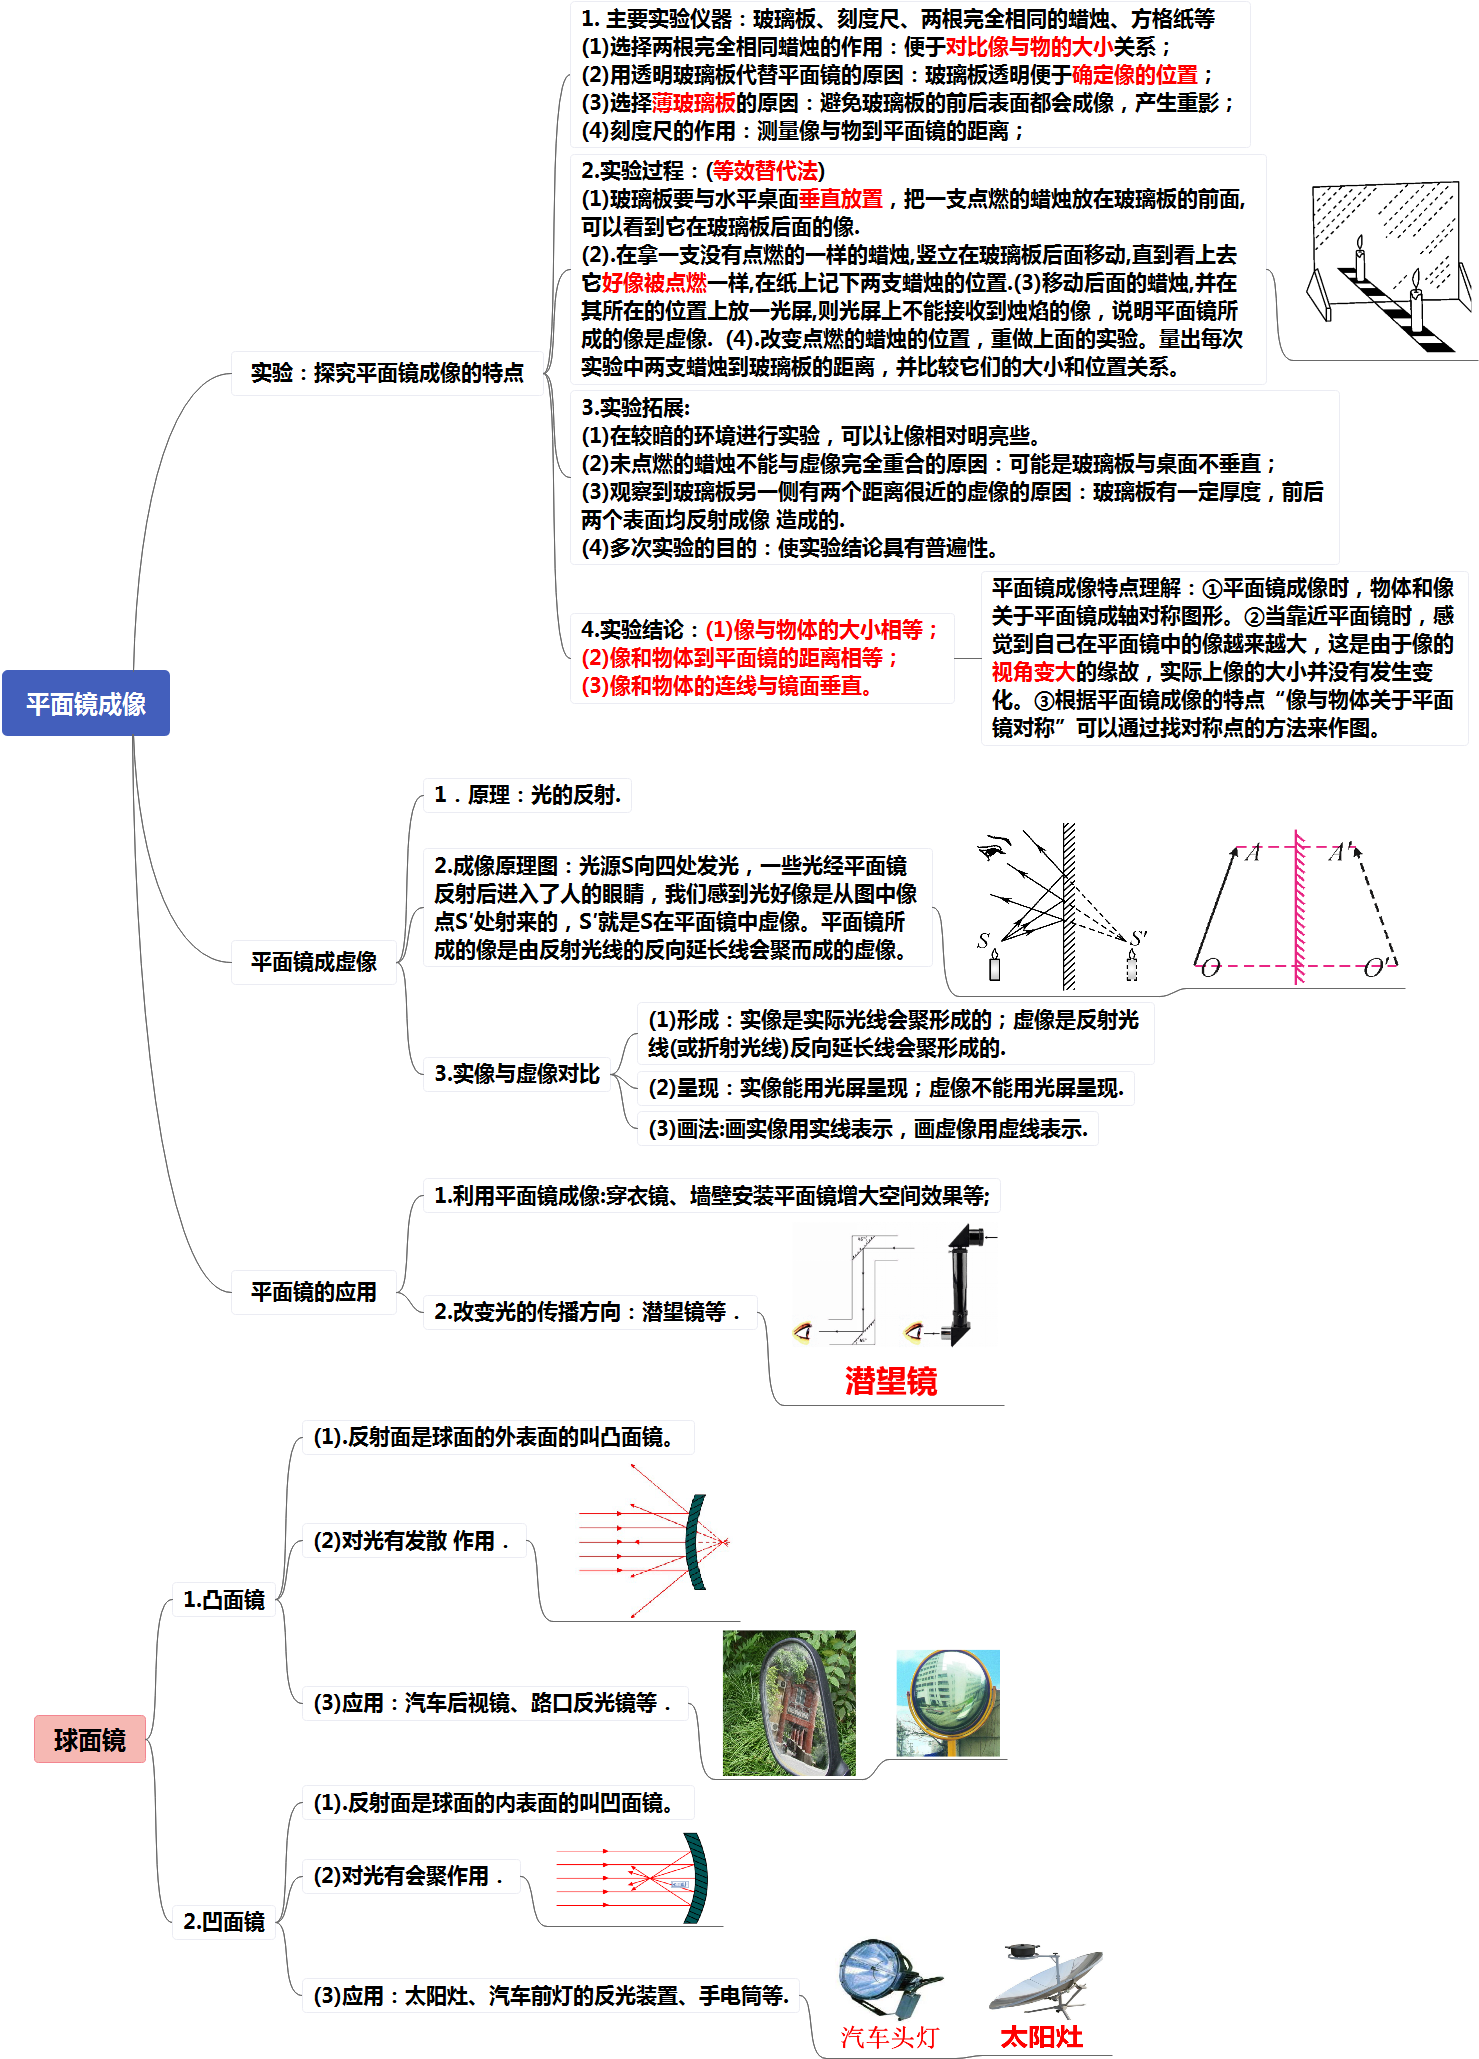 1. 主要实验仪器：玻璃板、刻度尺、两根完全相同的蜡烛、方格纸等
(1)选择两根完全相同蜡烛的作用：便于对比像与物的大小关系；
(2)用透明玻璃板代替平面镜的原因：玻璃板透明便于确定像的位置；
(3)选择薄玻璃板的原因：避免玻璃板的前后表面都会成像，产生重影；
(4)刻度尺的作用：测量像与物到平面镜的距离；
2.实验过程：(等效替代法)
(1)玻璃板要与水平桌面垂直放置，把一支点燃的蜡烛放在玻璃板的前面,
可以看到它在玻璃板后面的像.
(2).在拿一支没有点燃的一样的蜡烛,竖立在玻璃板后面移动,直到看上去
它好像被点燃一样,在纸上记下两支蜡烛的位置.(3)移动后面的蜡烛,并在
其所在的位置上放一光屏,则光屏上不能接收到烛焰的像，说明平面镜所
成的像是虚像. (4).改变点燃的蜡烛的位置，重做上面的实验。量出每次
实验中两支蜡烛到玻璃板的距离，并比较它们的大小和位置关系。
实验：探究平面镜成像的特点
3.实验拓展:
(1)在较暗的环境进行实验，可以让像相对明亮些。
(2)未点燃的蜡烛不能与虚像完全重合的原因：可能是玻璃板与桌面不垂直；
(3)观察到玻璃板另一侧有两个距离很近的虚像的原因：玻璃板有一定厚度，前后
两个表面均反射成像 造成的.
(4)多次实验的目的：使实验结论具有普遍性。
4.实验结论：(1)像与物体的大小相等；
(2)像和物体到平面镜的距离相等；
(3)像和物体的连线与镜面垂直。
平面镜成像特点理解：①平面镜成像时，物体和像
关于平面镜成轴对称图形。②当靠近平面镜时，感
觉到自己在平面镜中的像越来越大，这是由于像的
视角变大的缘故，实际上像的大小并没有发生变
化。③根据平面镜成像的特点“像与物体关于平面
镜对称”可以通过找对称点的方法来作图。
平面镜成像
1．原理：光的反射.
2.成像原理图：光源S向四处发光，一些光经平面镜
反射后进入了人的眼睛，我们感到光好像是从图中像
点S′处射来的，S′就是S在平面镜中虚像。平面镜所
成的像是由反射光线的反向延长线会聚而成的虚像。
S
S′
A
A′
O
O′
平面镜成虚像
3.实像与虚像对比
(1)形成：实像是实际光线会聚形成的；虚像是反射光
线(或折射光线)反向延长线会聚形成的.
(2)呈现：实像能用光屏呈现；虚像不能用光屏呈现.
(3)画法:画实像用实线表示，画虚像用虚线表示.
平面镜的应用
1.利用平面镜成像:穿衣镜、墙壁安装平面镜增大空间效果等;
2.改变光的传播方向：潜望镜等．
45°
45°
潜望镜
球面镜
1.凸面镜
(1).反射面是球面的外表面的叫凸面镜。
(2)对光有发散 作用．
(3)应用：汽车后视镜、路口反光镜等．
2.凹面镜
(1).反射面是球面的内表面的叫凹面镜。
(2)对光有会聚作用．
(3)应用：太阳灶、汽车前灯的反光装置、手电筒等.
汽车头灯
太阳灶